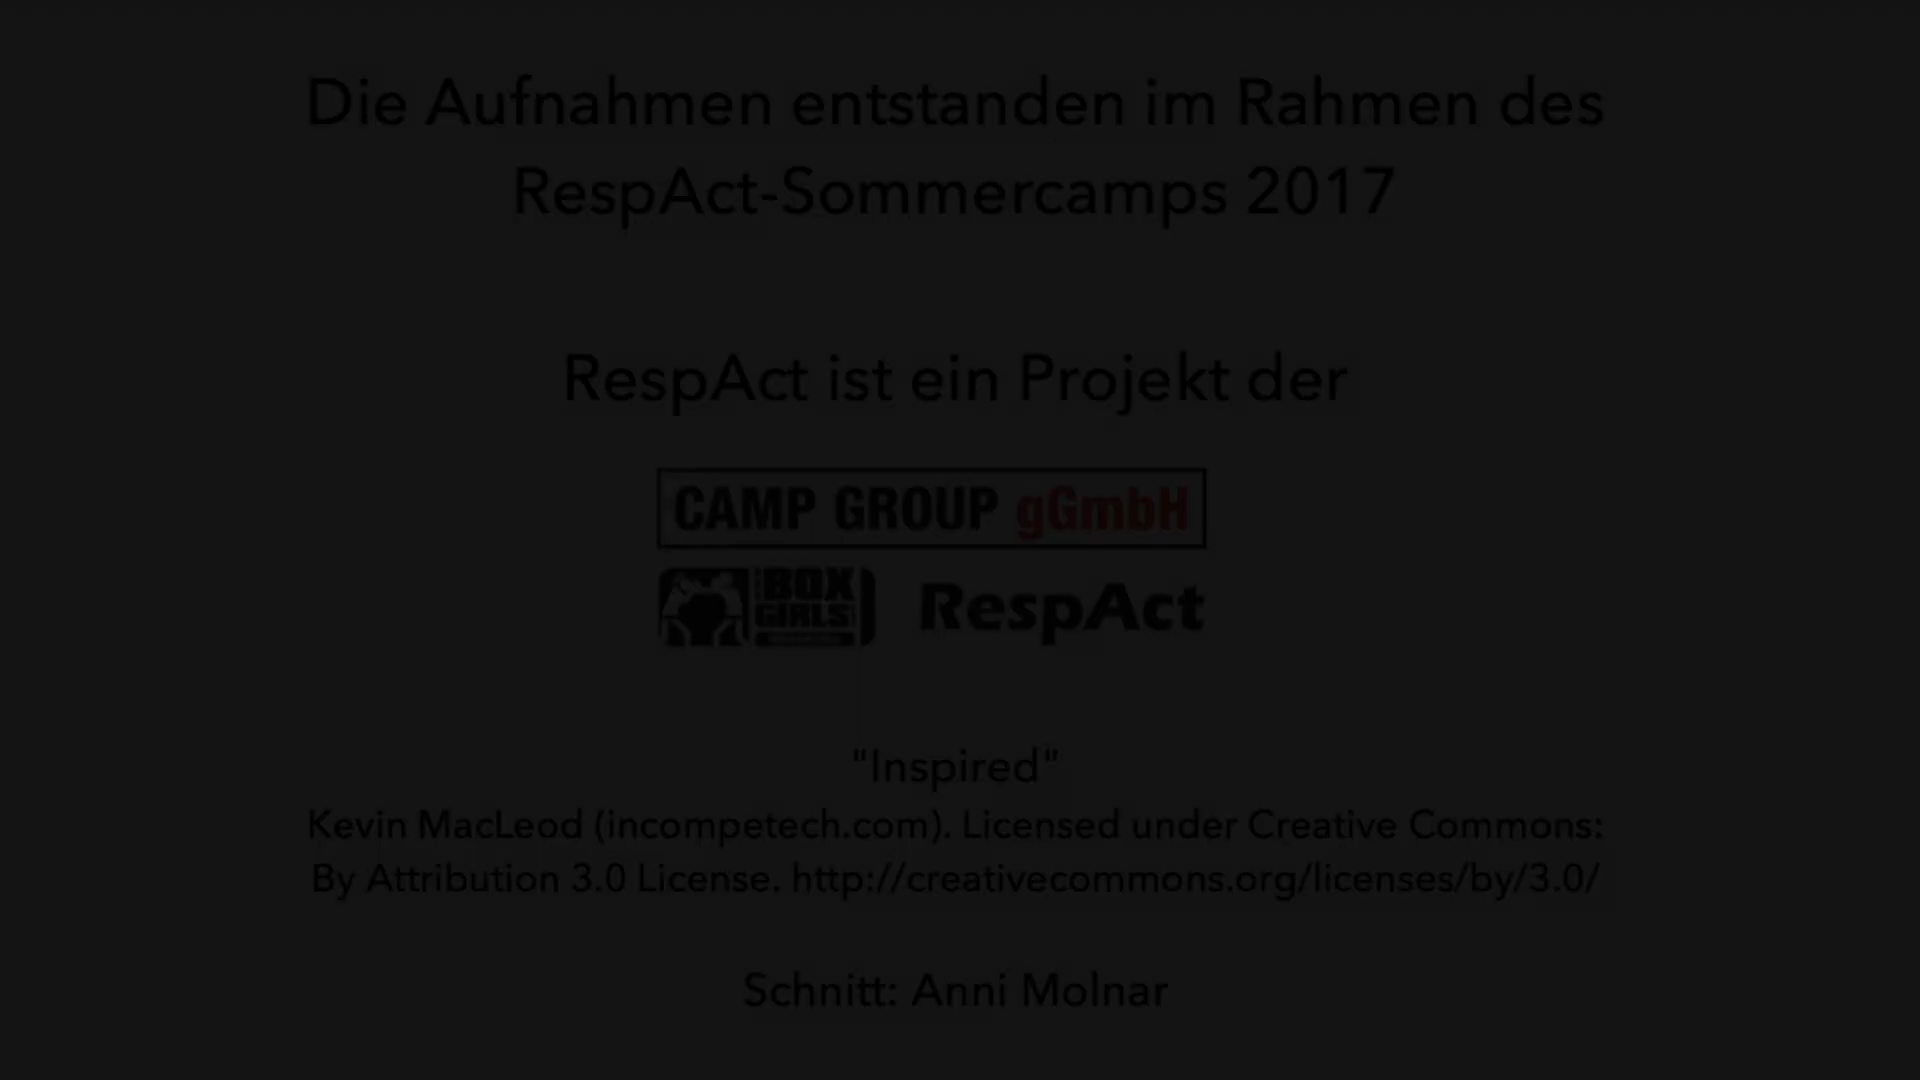 Die Aufnahmen entstanden im Rahmen des
RespAct-Sommercamps 2017
RespAct ist ein Projekt der
CAMP GROUP gGmbH
BOX
GIRLS
RespAct
"Inspired"
Kevin MacLeod (incompetech.com). Licensed under Creative Commons:
By Attribution 3.0 License. http://creativecommons.org/licenses/by/3.0/
Schnitt: Anni Molnar